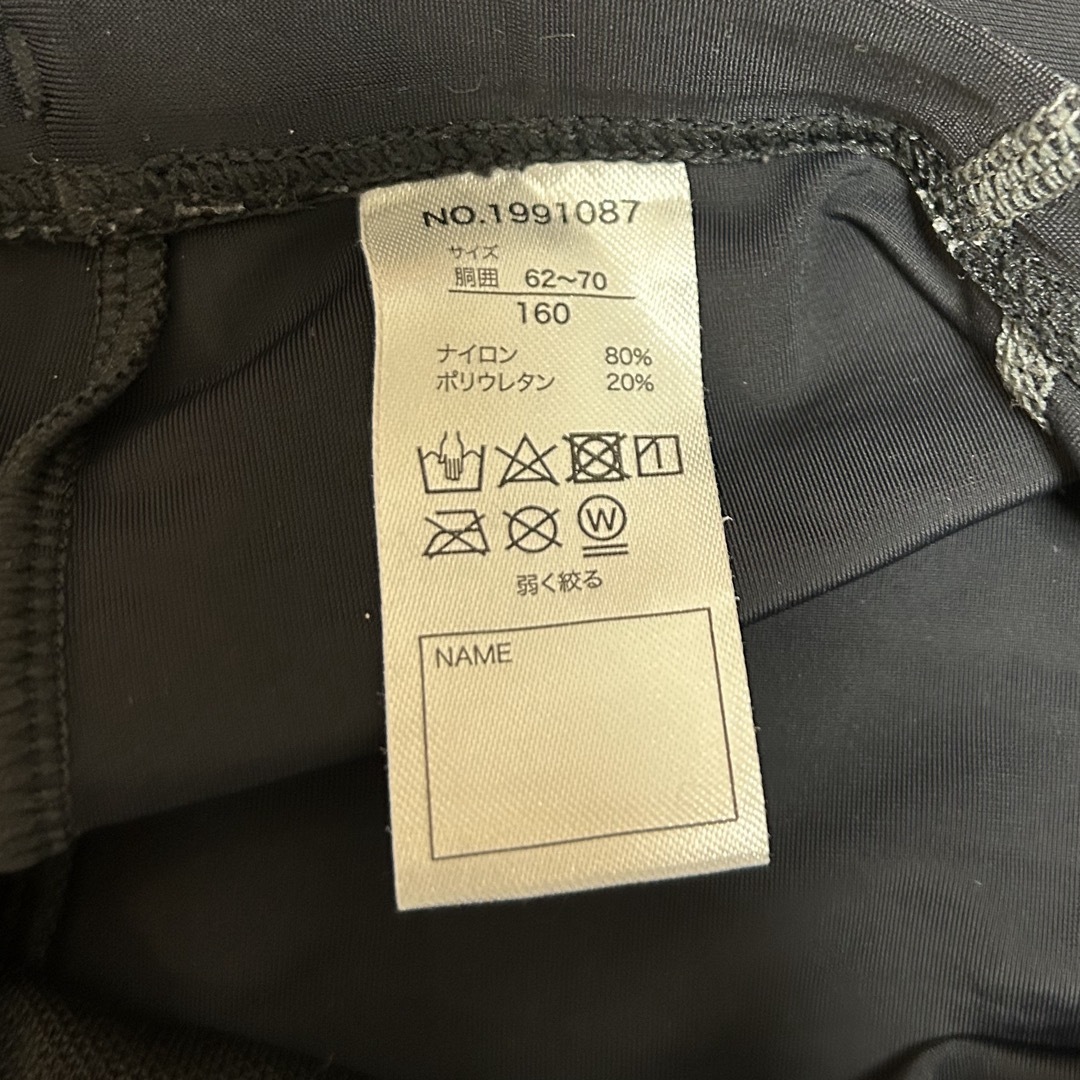 NO.1991087
サイズ
胴囲 62〜70
160
ナイロン 80%
ポリウレタン 20%
W
弱く絞る
NAME